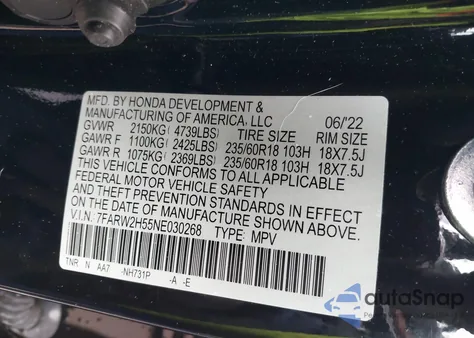 MFD. BY HONDA DEVELOPMENT &
MANUFACTURING OF AMERICA, LLC 06/'22
GVWR 2150KG( 4739LBS) TIRE SIZE RIM SIZE
GAWR F 1100KG( 2425LBS) 235/60R18 103H 18X7.5J
GAWR R 1075KG( 2369LBS) 235/60R18 103H 18X7.5J
THIS VEHICLE CONFORMS TO ALL APPLICABLE
FEDERAL MOTOR VEHICLE SAFETY
AND THEFT PREVENTION STANDARDS IN EFFECT
ON THE DATE OF MANUFACTURE SHOWN ABOVE.
V.I.N.: 7FARW2H55NE030268 TYPE: MPV
TNR N AA7 -NH731P -A -E
autoSnap